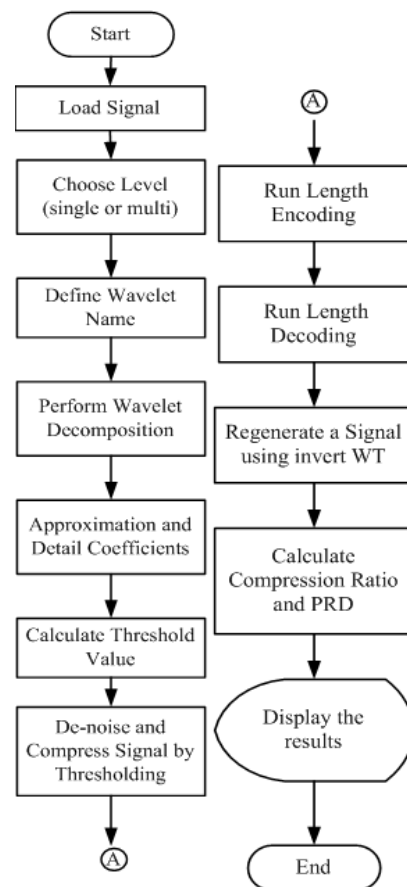 Start
Load Signal
Choose Level
(single or multi)
Define Wavelet
Name
Perform Wavelet
Decomposition
Approximation and
Detail Coefficients
Calculate Threshold
Value
De-noise and
Compress Signal by
Thresholding
A
A
Run Length
Encoding
Run Length
Decoding
Regenerate a Signal
using invert WT
Calculate
Compression Ratio
and PRD
Display the
results
End